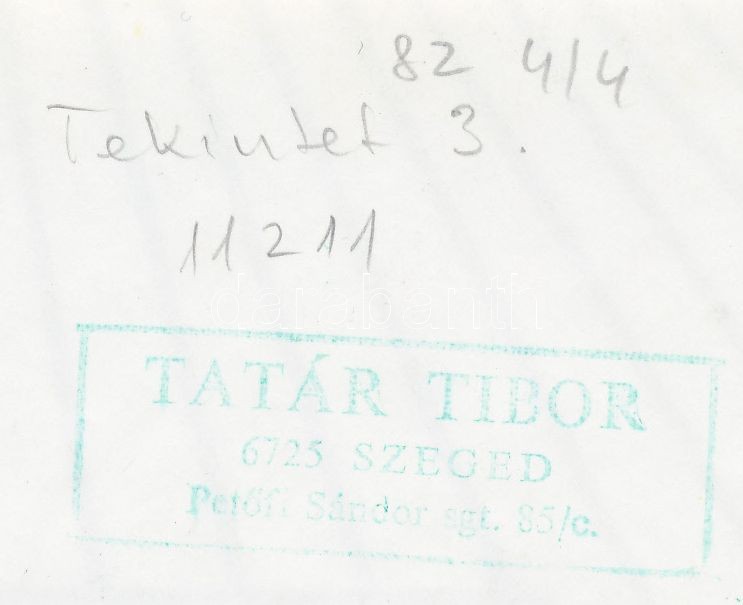 82 4/4
Tekintet 3.
11211
darabanth
TATÁR TIBOR
6725 SZEGED
Petőfi Sándor sgt. 85/c.